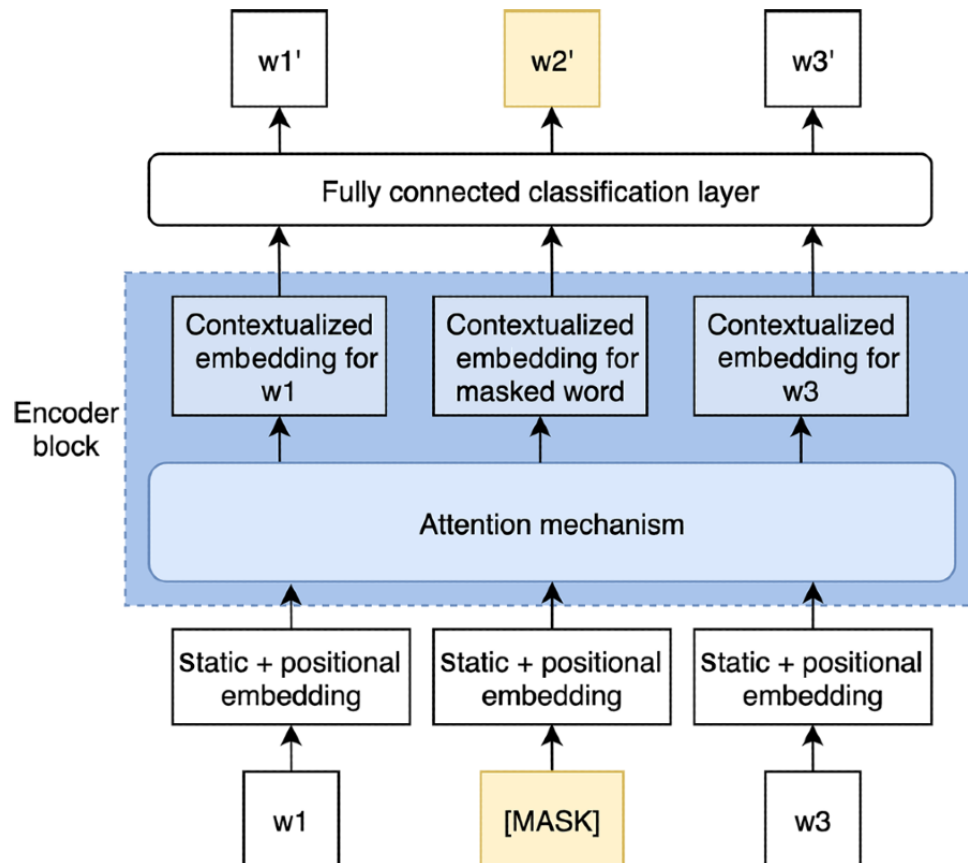 w1'
w2'
w3'
Fully connected classification layer
Contextualized
embedding for
w1
Contextualized
embedding for
masked word
Contextualized
embedding for
w3
Encoder
block
Attention mechanism
Static + positional
embedding
Static + positional
embedding
Static + positional
embedding
w1
[MASK]
w3